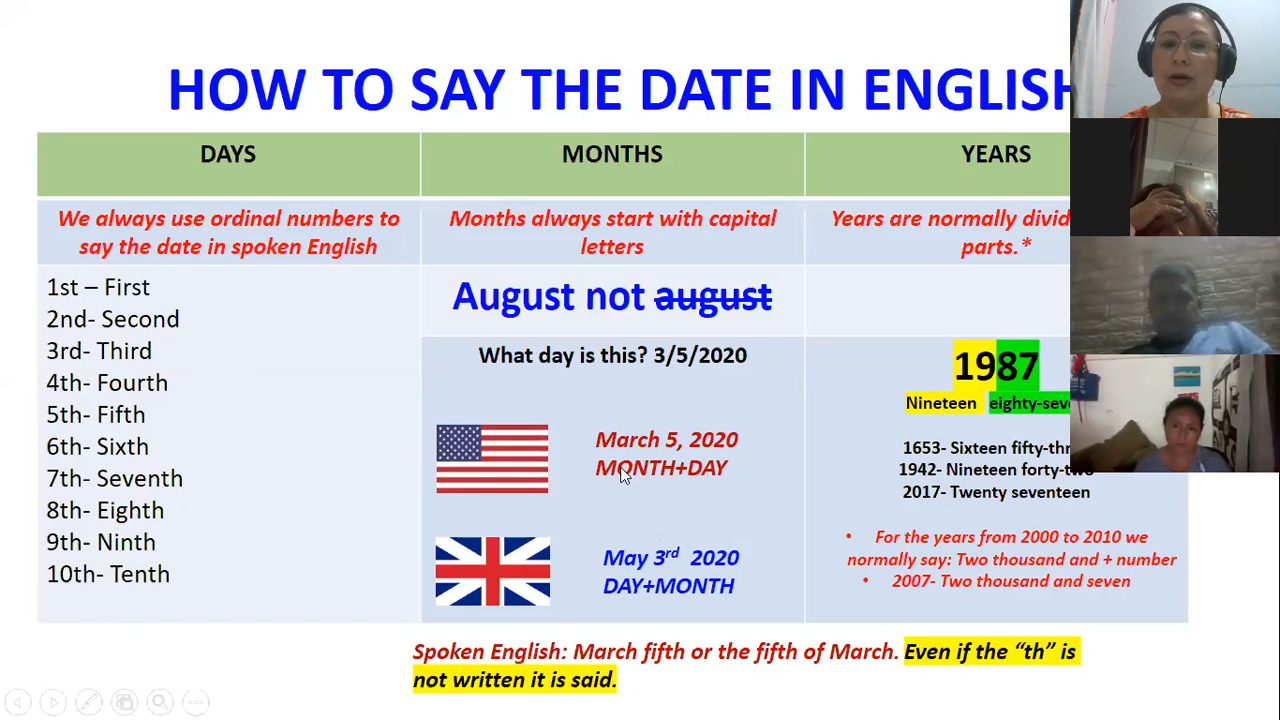 HOW TO SAY THE DATE IN ENGLISH
DAYS
We always use ordinal numbers to
say the date in spoken English
1st – First
2nd- Second
3rd- Third
4th- Fourth
5th- Fifth
6th- Sixth
7th- Seventh
8th- Eighth
9th- Ninth
10th- Tenth
MONTHS
Months always start with capital
letters
August not august
What day is this? 3/5/2020
March 5, 2020
MONTH+DAY
May 3rd 2020
DAY+MONTH
YEARS
Years are normally
parts.*
1987
Nineteen
1653- Sixteen
1942- Nineteen forty-two
2017- Twenty seventeen
• For the years from 2000 to 2010 we
normally say: Two thousand and + number
• 2007- Two thousand and seven
Spoken English: March fifth or the fifth of March. Even if the “th” is
not written it is said.